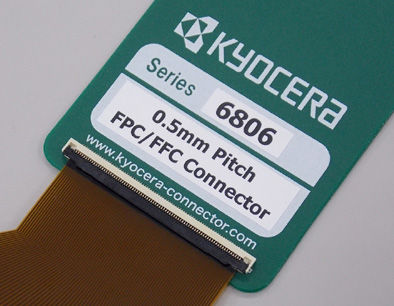 KYOCERA
Series 6806
0.5mm Pitch
FPC/FFC Connector
www.kyocera-connector.com